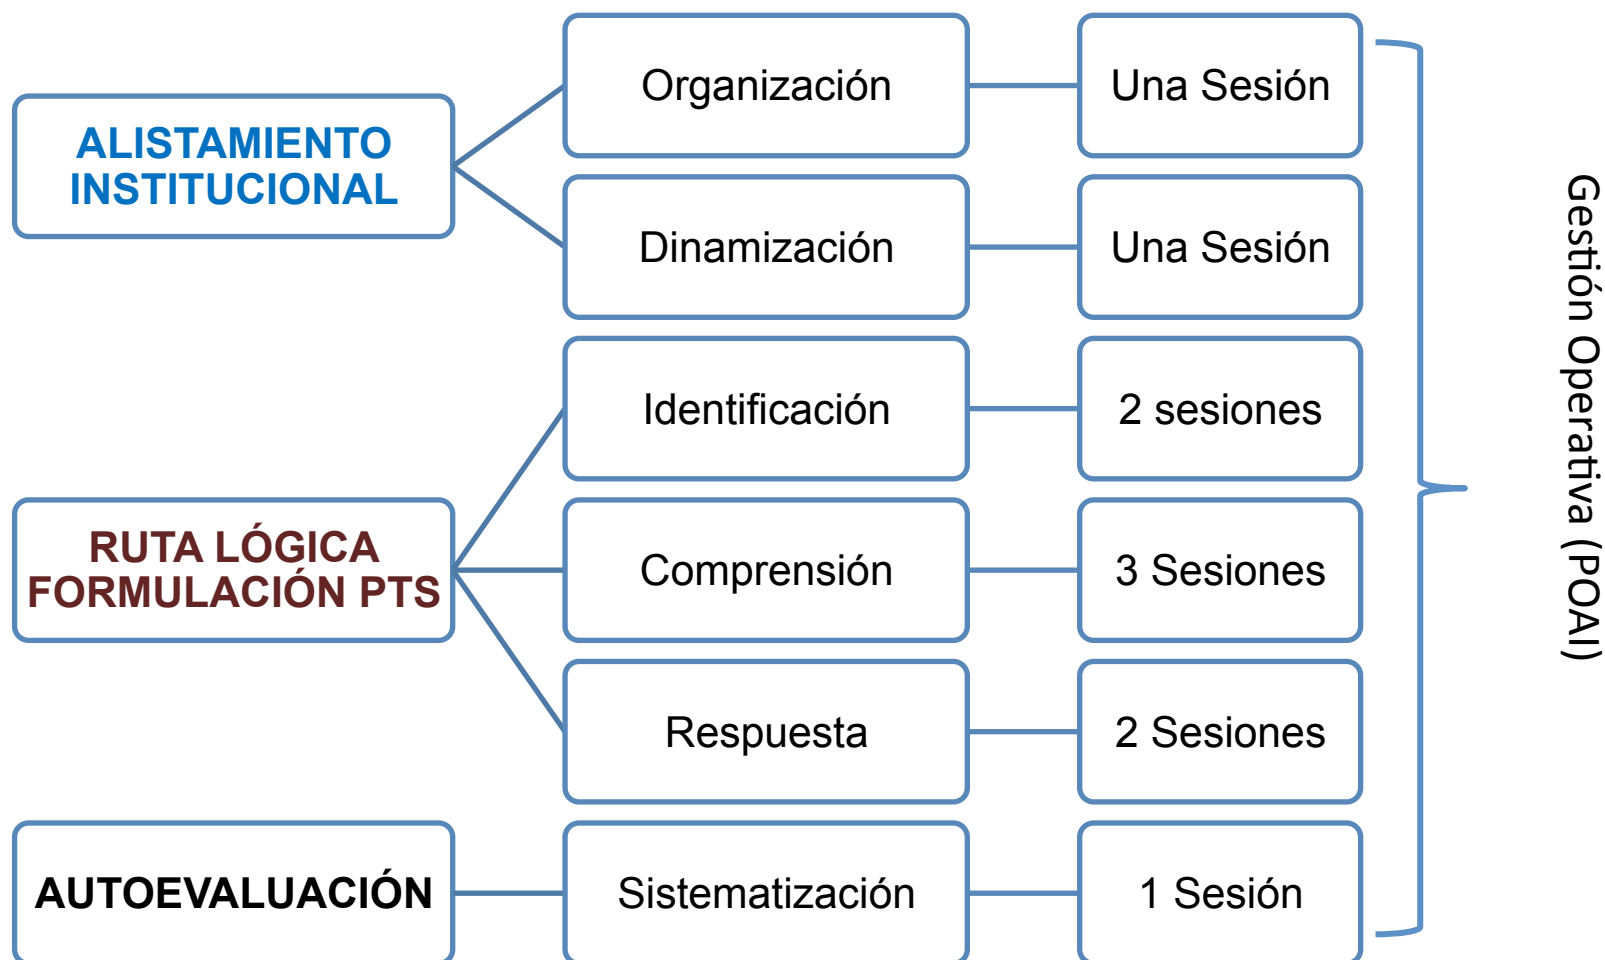 ALISTAMIENTO
INSTITUCIONAL
Organización
Una Sesión
Dinamización
Una Sesión
RUTA LÓGICA
FORMULACIÓN PTS
Identificación
2 sesiones
Comprensión
3 Sesiones
Respuesta
2 Sesiones
AUTOEVALUACIÓN
Sistematización
1 Sesión
Gestión Operativa (POAI)